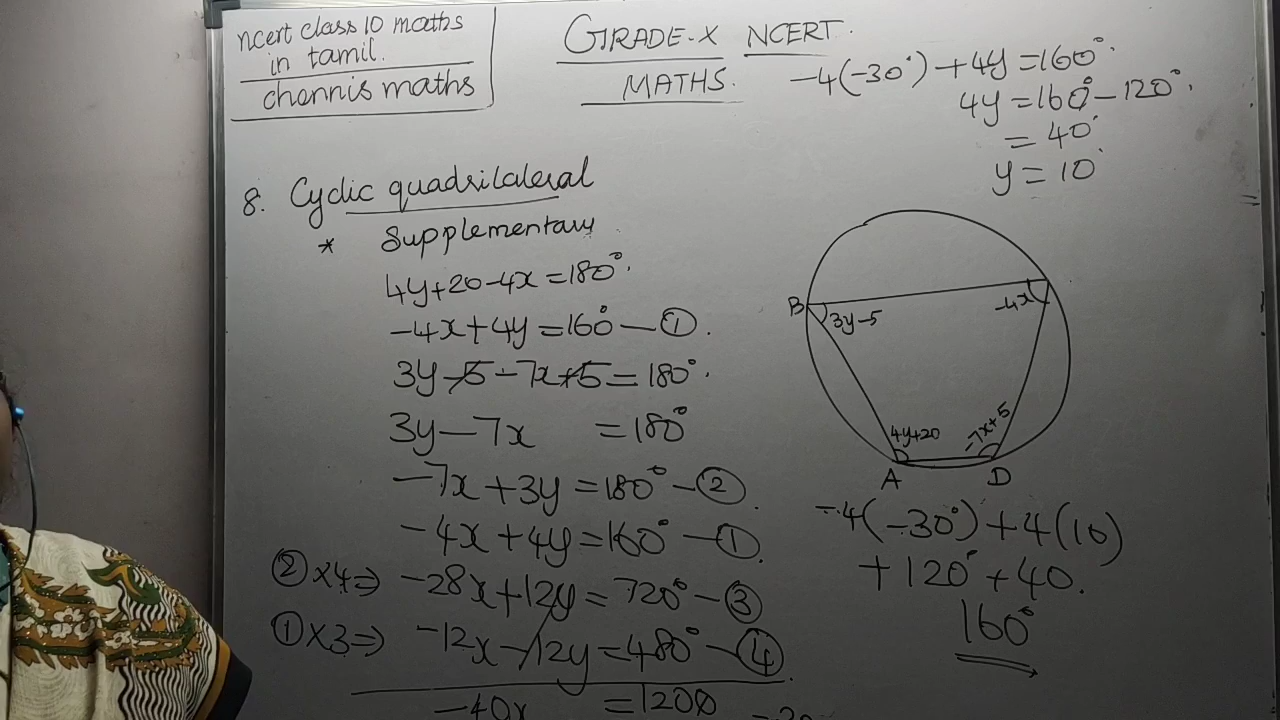 ncert class 10 maths
in tamil.
chennis maths
GRADE-X NCERT.
MATHS.
-4(-30°)+4y=160°.
4y=160°-120°.
=40°
y=10°
8. Cyclic quadrilateral
* Supplementary
4y+20-4x=180°.
-4x+4y=160°-①.
3y-5-7x+5=180°.
3y-7x =180°
-7x+3y=180°-②.
-4x+4y=160°-①.
②x4⇒ -28x+12y=720°-③
①x3⇒ -12x-12y=480°-④
-40x =1200
B
3y-5
-4x
4y+20
-7x+5
A
D
-4(-30°)+4(10)
+120°+40.
160°